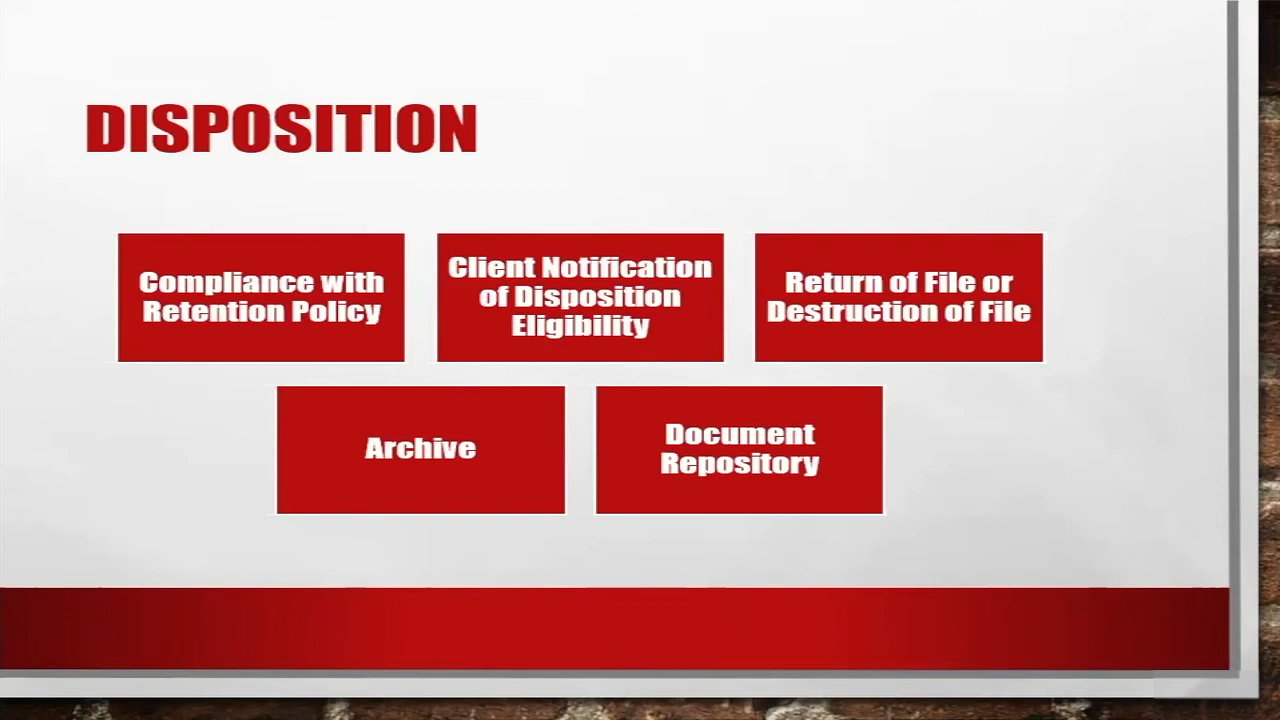 DISPOSITION
Compliance with
Retention Policy
Client Notification
of Disposition
Eligibility
Return of File or
Destruction of File
Archive
Document
Repository